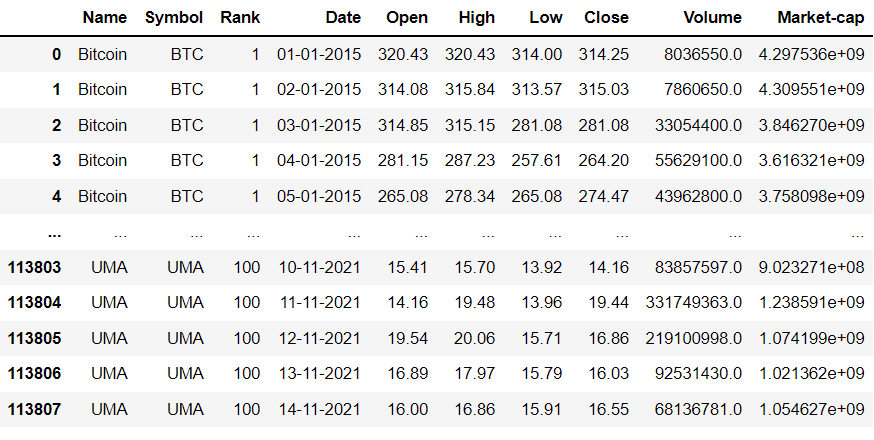 Name Symbol Rank Date Open High Low Close Volume Market-cap
0 Bitcoin BTC 1 01-01-2015 320.43 320.43 314.00 314.25 8036550.0 4.297536e+09
1 Bitcoin BTC 1 02-01-2015 314.08 315.84 313.57 315.03 7860650.0 4.309551e+09
2 Bitcoin BTC 1 03-01-2015 314.85 315.15 281.08 281.08 33054400.0 3.846270e+09
3 Bitcoin BTC 1 04-01-2015 281.15 287.23 257.61 264.20 55629100.0 3.616321e+09
4 Bitcoin BTC 1 05-01-2015 265.08 278.34 265.08 274.47 43962800.0 3.758098e+09
... ... ... ... ... ... ... ... ... ... ...
113803 UMA UMA 100 10-11-2021 15.41 15.70 13.92 14.16 83857597.0 9.023271e+08
113804 UMA UMA 100 11-11-2021 14.16 19.48 13.96 19.44 331749363.0 1.238591e+09
113805 UMA UMA 100 12-11-2021 19.54 20.06 15.71 16.86 219100998.0 1.074199e+09
113806 UMA UMA 100 13-11-2021 16.89 17.97 15.79 16.03 92531430.0 1.021362e+09
113807 UMA UMA 100 14-11-2021 16.00 16.86 15.91 16.55 68136781.0 1.054627e+09